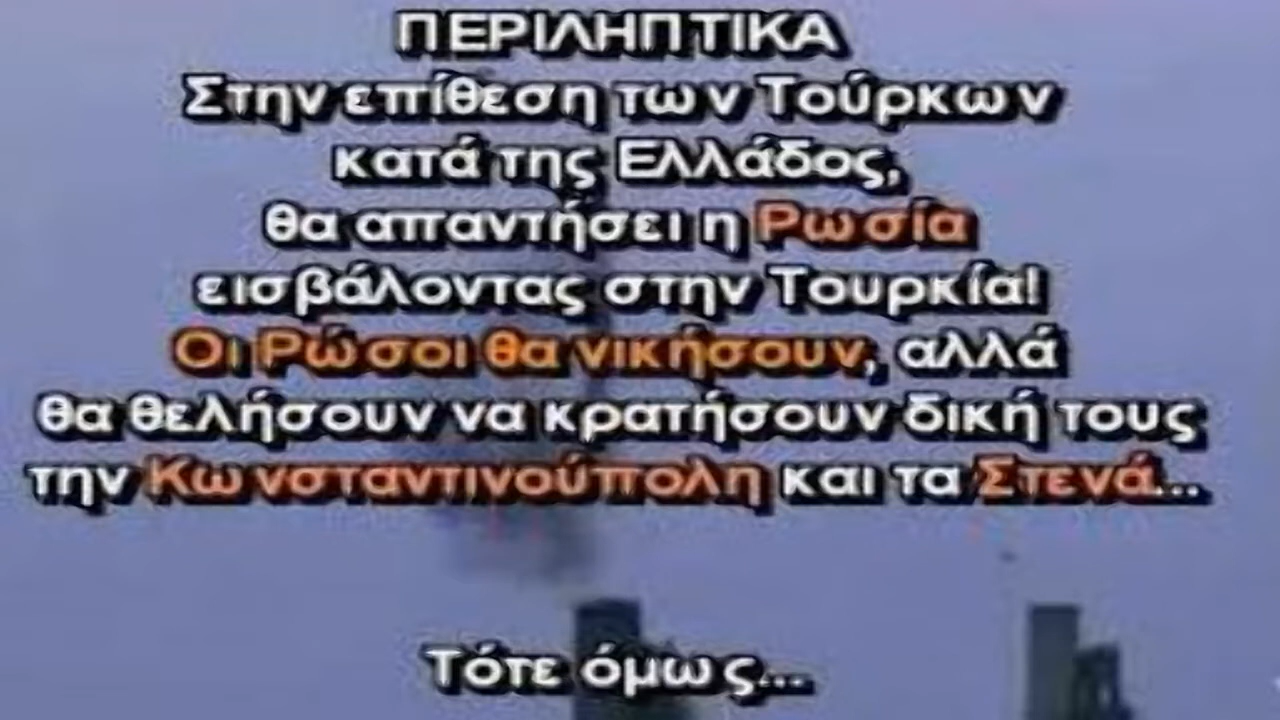 ΠΕΡΙΛΗΠΤΙΚΑ
Στην επίθεση των Τούρκων
κατά της Ελλάδος,
θα απαντήσει η Ρωσία
εισβάλοντας στην Τουρκία!
Οι Ρώσοι θα νικήσουν, αλλά
θα θελήσουν να κρατήσουν δική τους
την Κωνσταντινούπολη και τα Στενά...
Τότε όμως...